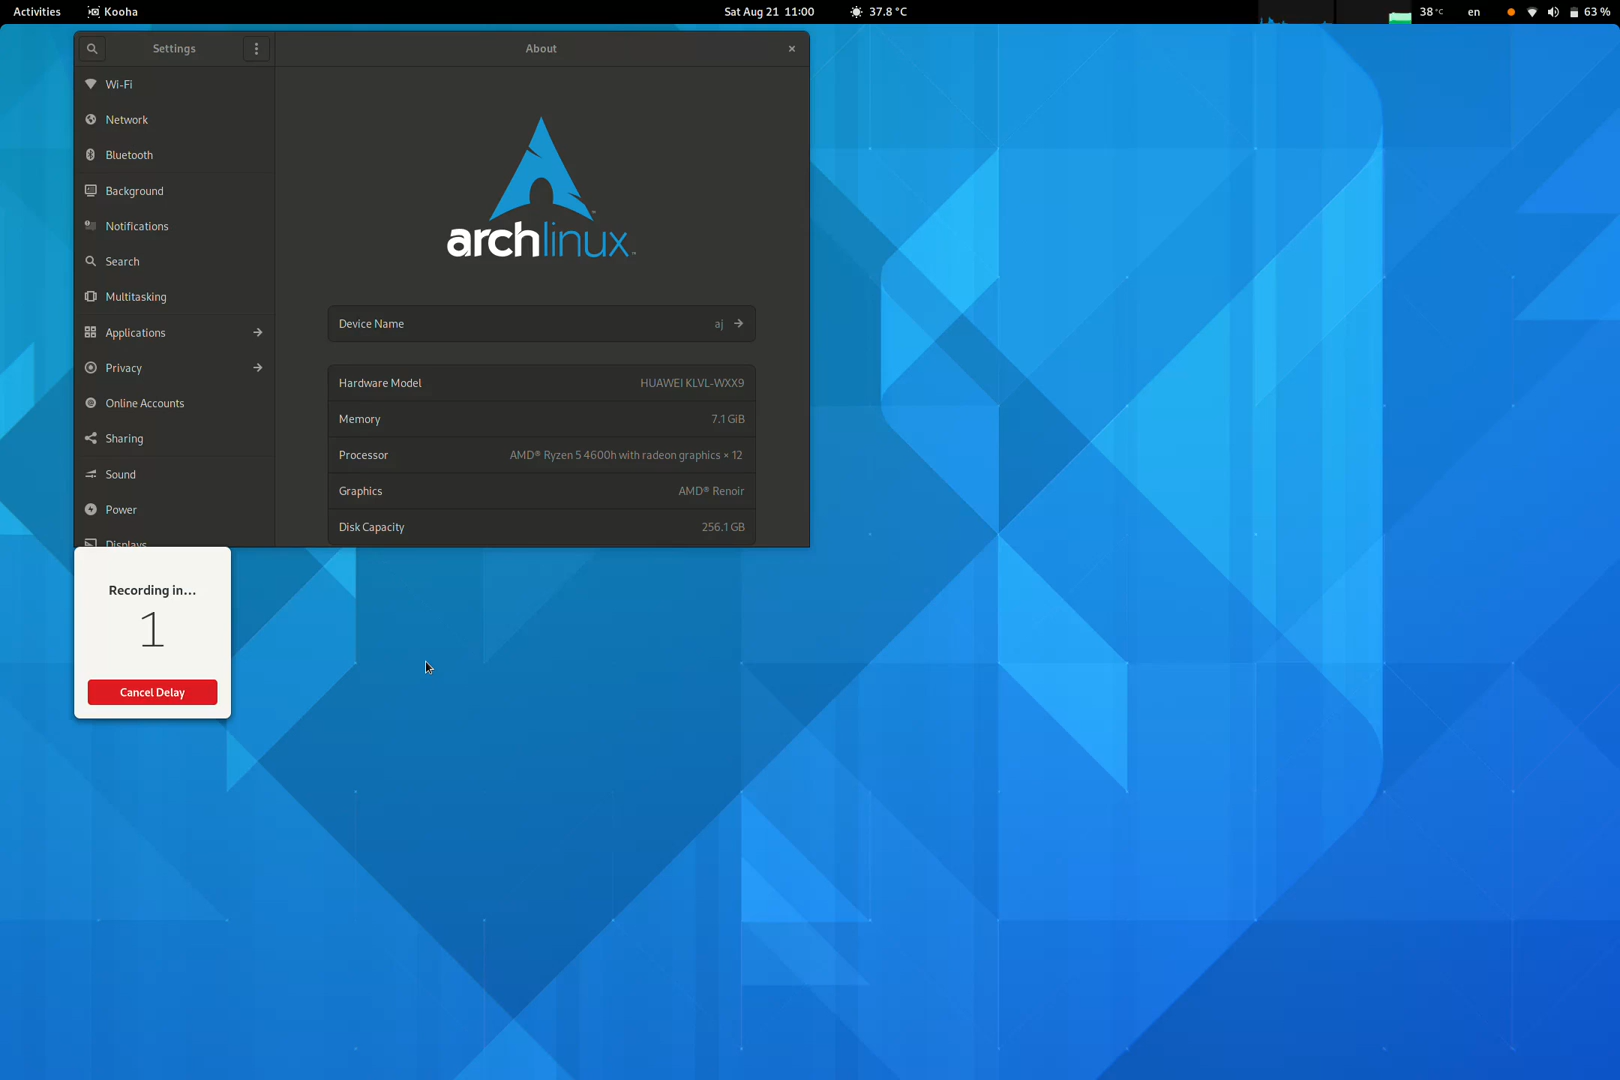 Activities
Kooha
Sat Aug 21 11:00
37.8 °C
38 °C
en
63 %
Settings
About
Wi-Fi
Network
Bluetooth
Background
Notifications
Search
Multitasking
Applications
Privacy
Online Accounts
Sharing
Sound
Power
Displays
archlinux™
Device Name aj
Hardware Model HUAWEI KLVL-WXX9
Memory 7.1 GiB
Processor AMD® Ryzen 5 4600h with radeon graphics × 12
Graphics AMD® Renoir
Disk Capacity 256.1 GB
Recording in…
1
Cancel Delay